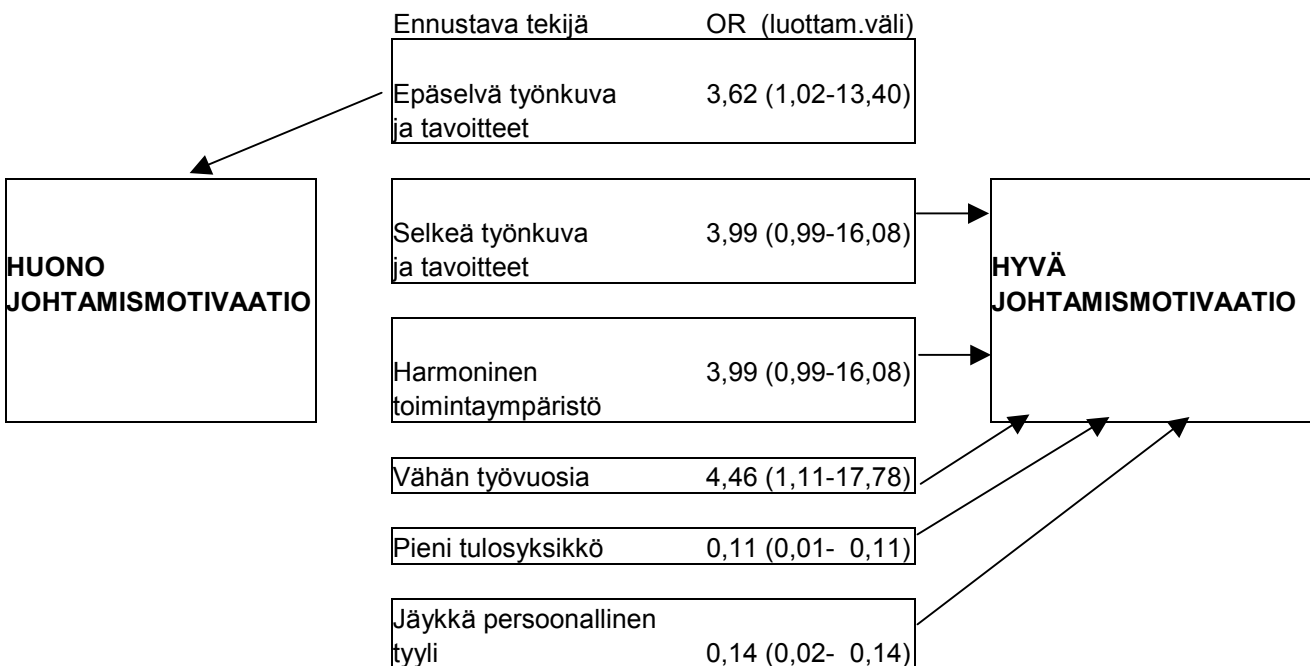 Ennustava tekijä OR (luottam.väli)
Epäselvä työnkuva 3,62 (1,02-13,40)
ja tavoitteet
Selkeä työnkuva 3,99 (0,99-16,08)
ja tavoitteet
HUONO
JOHTAMISMOTIVAATIO
HYVÄ
JOHTAMISMOTIVAATIO
Harmoninen 3,99 (0,99-16,08)
toimintaympäristö
Vähän työvuosia 4,46 (1,11-17,78)
Pieni tulosyksikkö 0,11 (0,01- 0,11)
Jäykkä persoonallinen
tyyli 0,14 (0,02- 0,14)